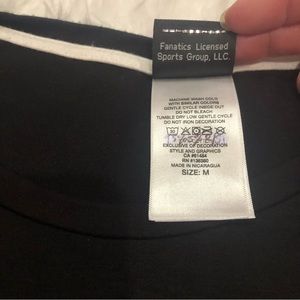 Fanatics Licensed
Sports Group, LLC.
MACHINE WASH COLD
WITH SIMILAR COLORS
GENTLE CYCLE INSIDE OUT
DO NOT BLEACH
TUMBLE DRY LOW GENTLE CYCLE
DO NOT IRON DECORATION
EXCLUSIVE OF DECORATION
STYLE AND GRAPHICS
CA #51484
RN #138580
MADE IN NICARAGUA
SIZE: M